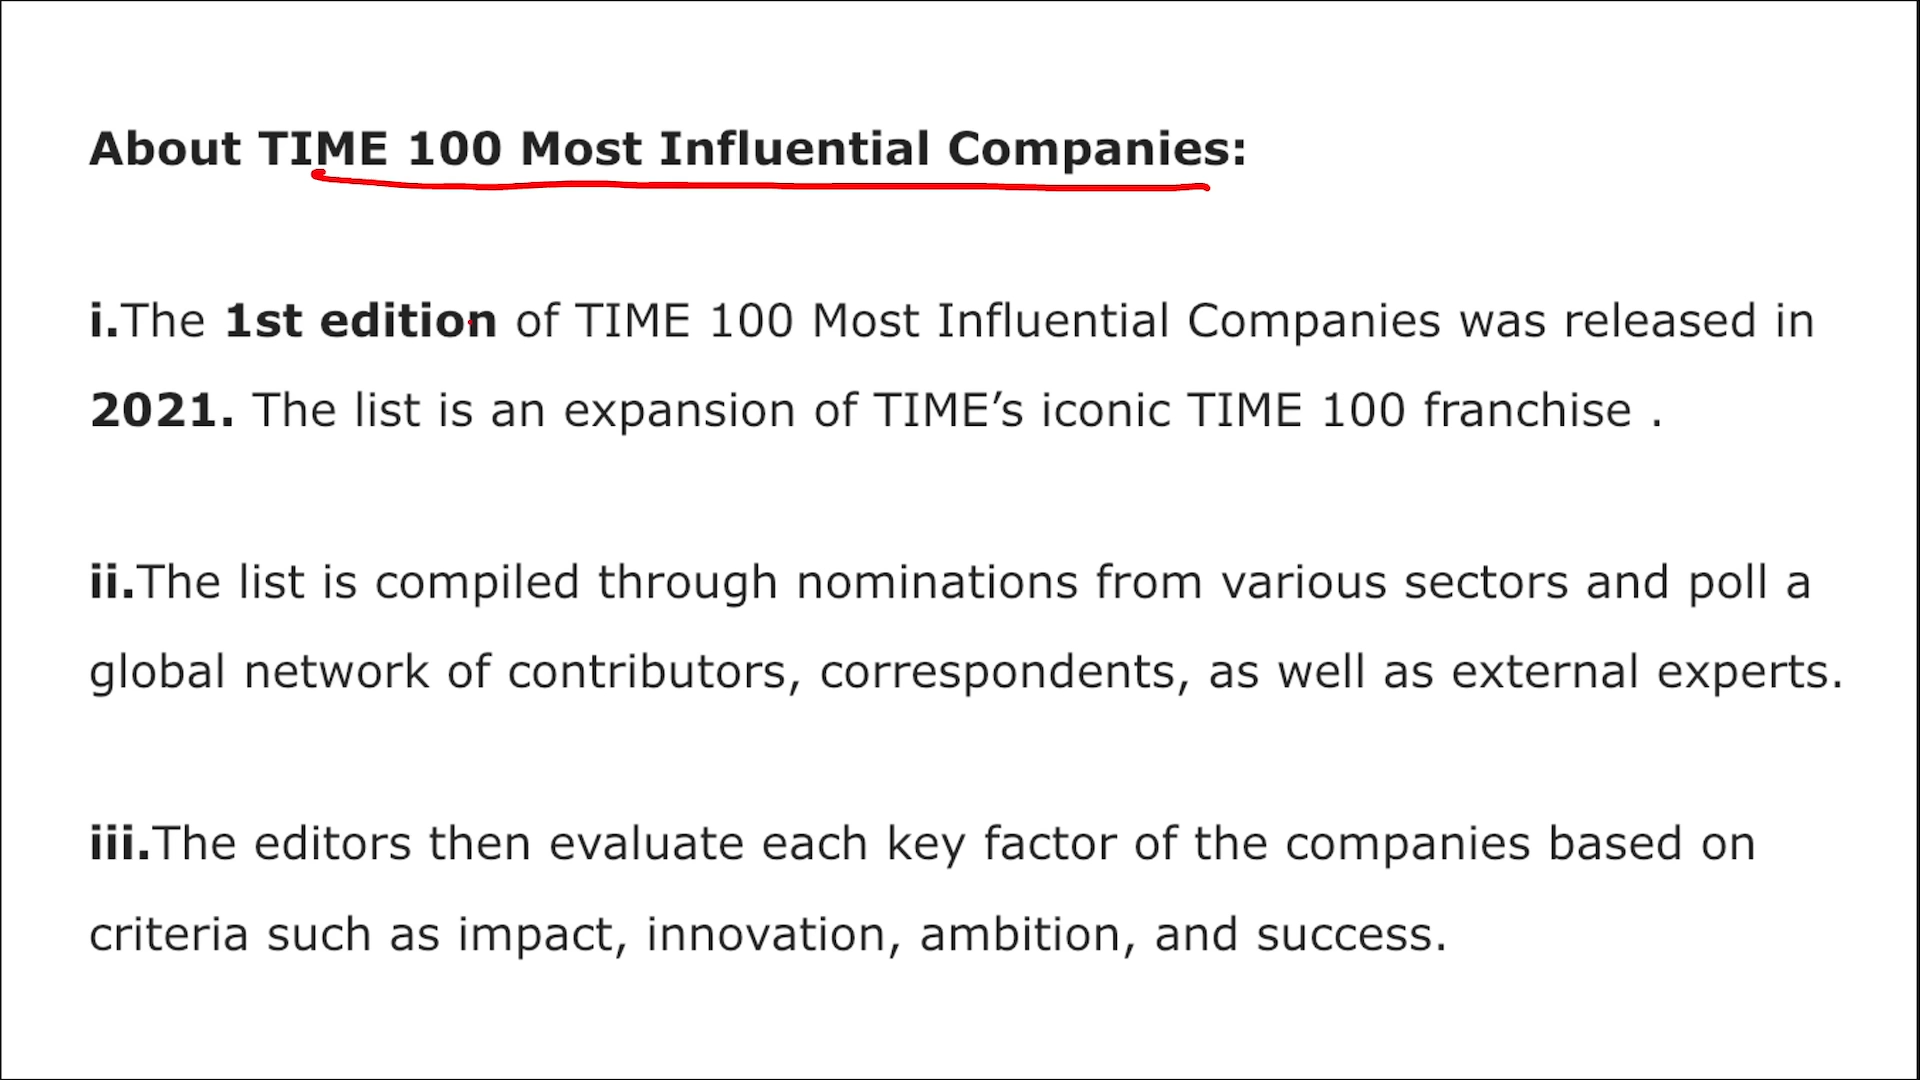 About TIME 100 Most Influential Companies:
i.The 1st edition of TIME 100 Most Influential Companies was released in
2021. The list is an expansion of TIME’s iconic TIME 100 franchise .
ii.The list is compiled through nominations from various sectors and poll a
global network of contributors, correspondents, as well as external experts.
iii.The editors then evaluate each key factor of the companies based on
criteria such as impact, innovation, ambition, and success.